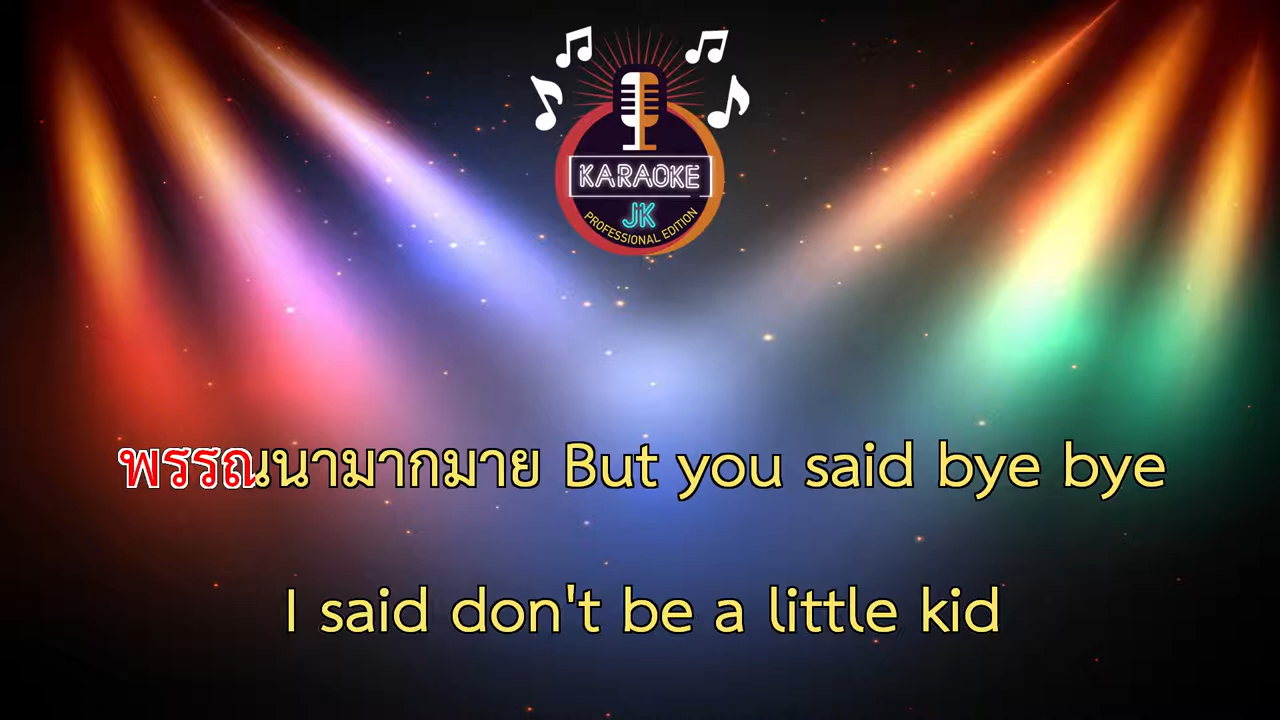 KARAOKE
JK
PROFESSIONAL EDITION
พรรณนามากมาย But you said bye bye
I said don't be a little kid